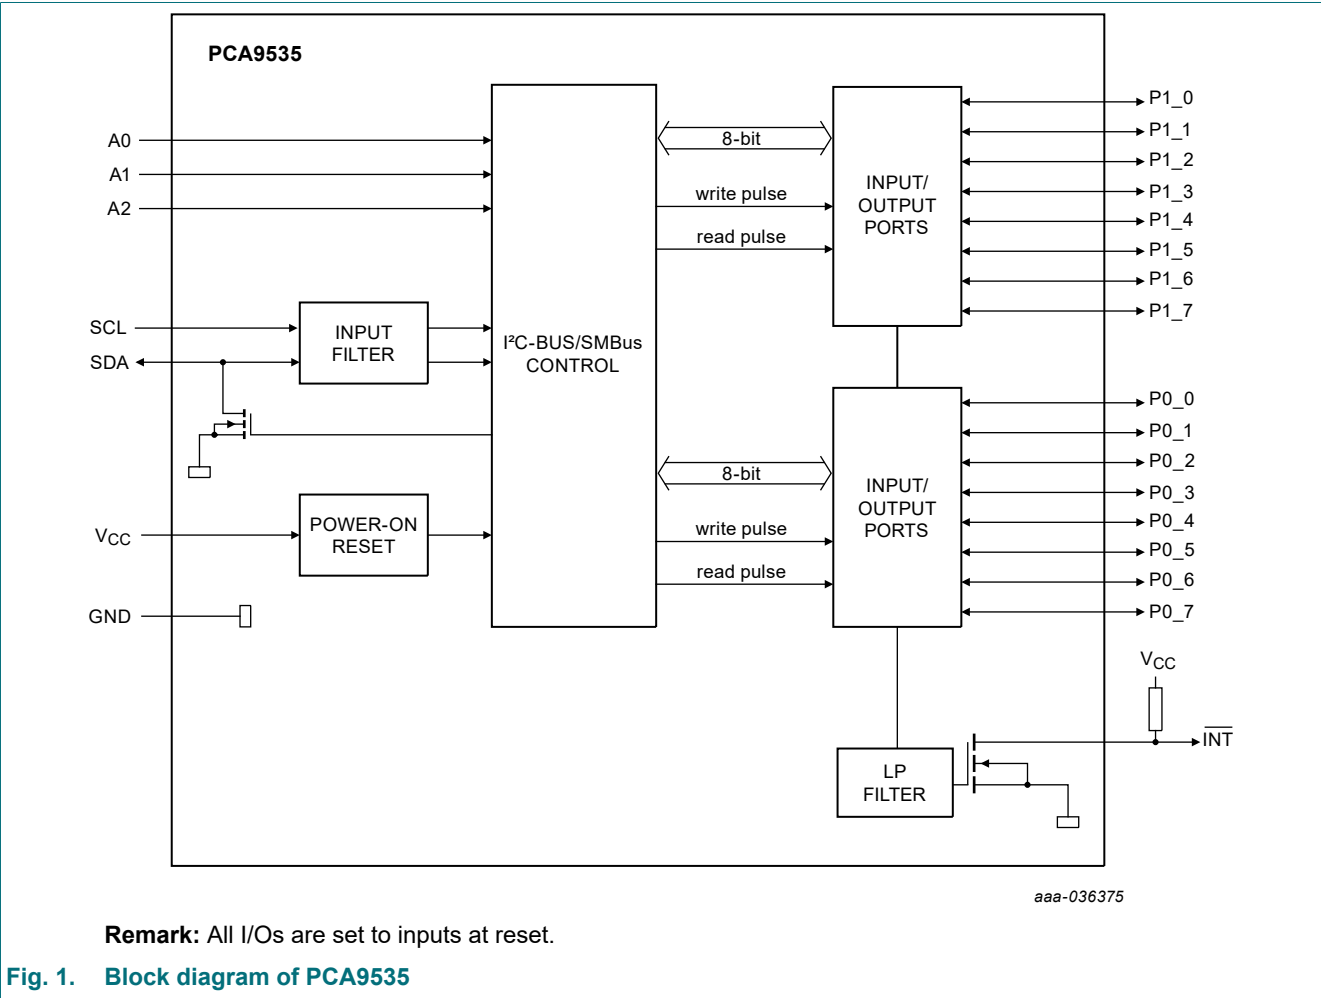 PCA9535
A0
A1
A2
SCL
SDA
VCC
GND
INPUT
FILTER
POWER-ON
RESET
I²C-BUS/SMBus
CONTROL
8-bit
write pulse
read pulse
8-bit
write pulse
read pulse
INPUT/
OUTPUT
PORTS
INPUT/
OUTPUT
PORTS
LP
FILTER
P1_0
P1_1
P1_2
P1_3
P1_4
P1_5
P1_6
P1_7
P0_0
P0_1
P0_2
P0_3
P0_4
P0_5
P0_6
P0_7
VCC
INT
aaa-036375
Remark: All I/Os are set to inputs at reset.
Fig. 1. Block diagram of PCA9535